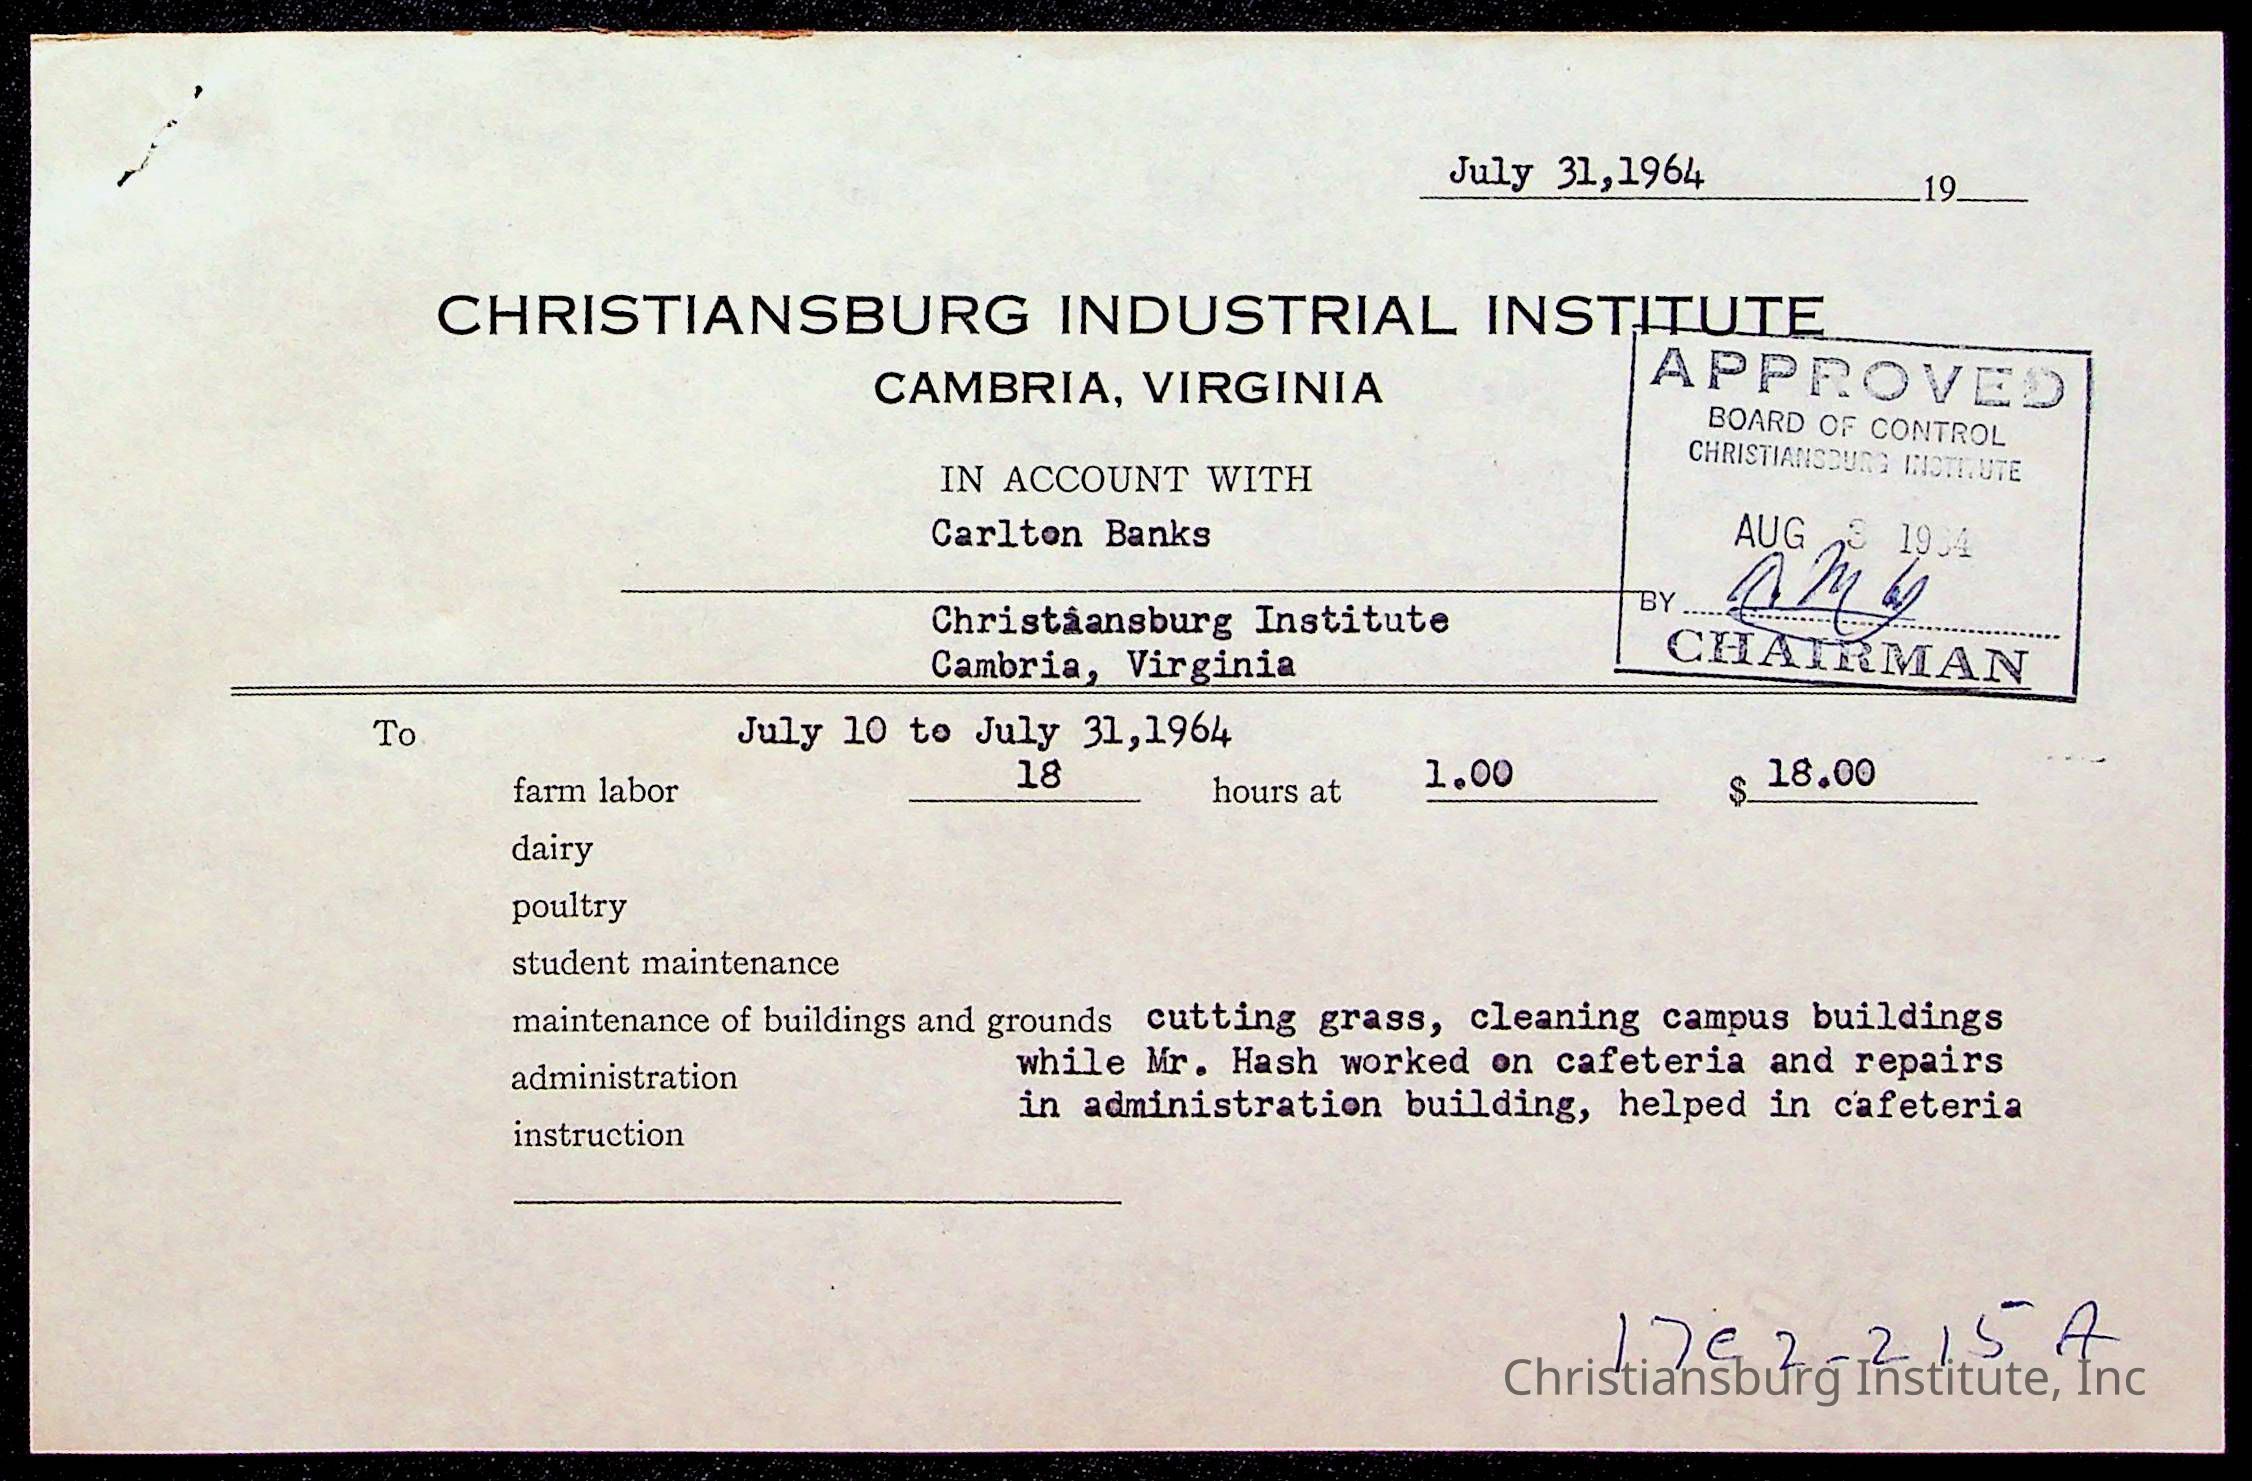 July 31,1964 19
CHRISTIANSBURG INDUSTRIAL INSTITUTE
CAMBRIA, VIRGINIA
APPROVED
BOARD OF CONTROL
CHRISTIANSBURG INSTITUTE
AUG 3 1964
BY
CHAIRMAN
IN ACCOUNT WITH
Carlton Banks
Christiansburg Institute
Cambria, Virginia
To July 10 to July 31,1964
farm labor 18 hours at 1.00 $ 18.00
dairy
poultry
student maintenance
maintenance of buildings and grounds cutting grass, cleaning campus buildings
while Mr. Hash worked on cafeteria and repairs
administration
in administration building, helped in cafeteria
instruction
17e2-215A
Christiansburg Institute, Inc